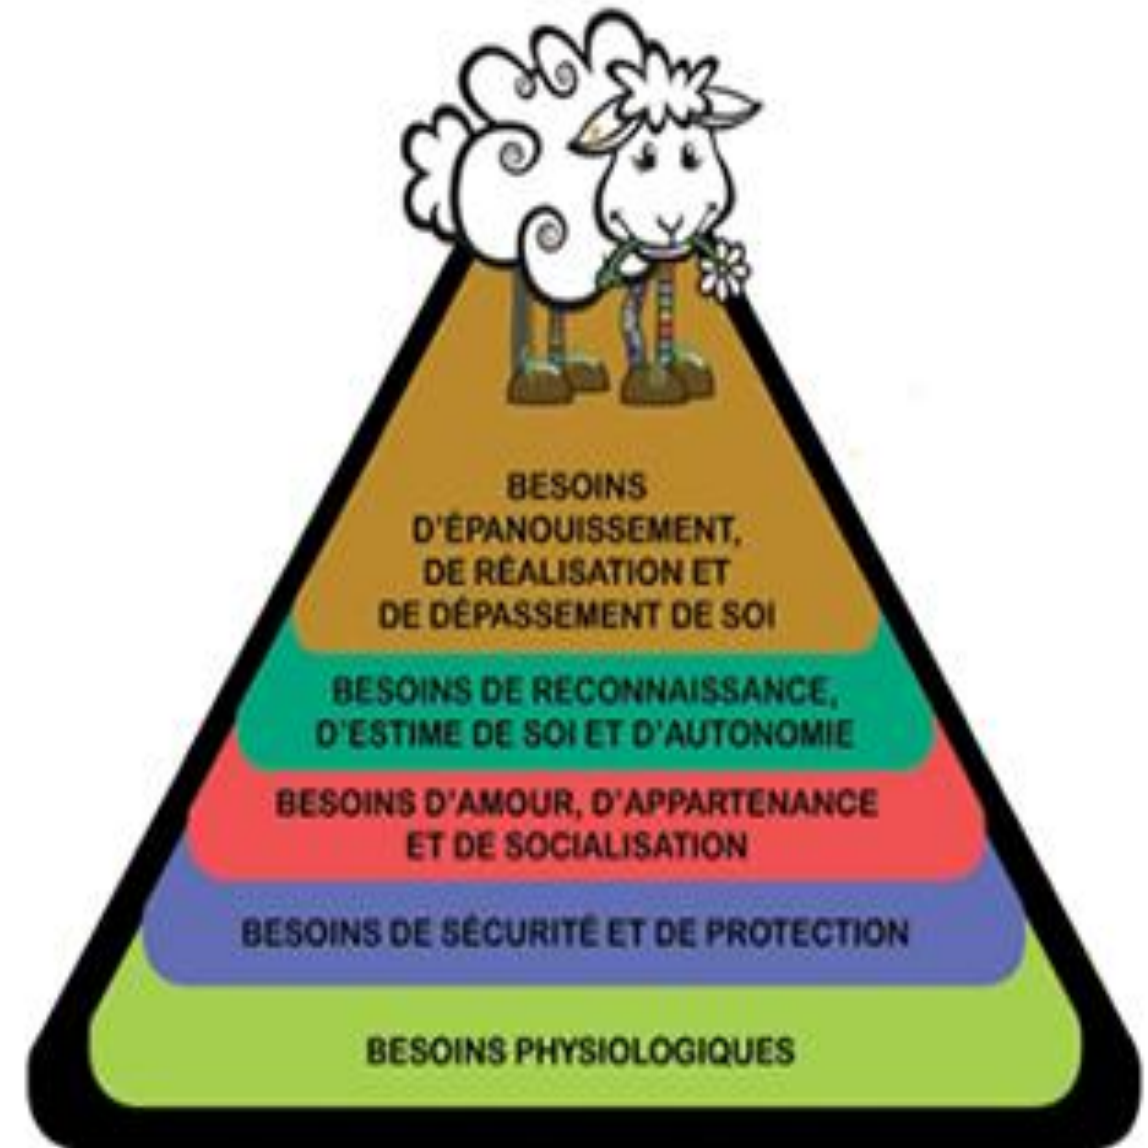 BESOINS
D'ÉPANOUISSEMENT,
DE RÉALISATION ET
DE DÉPASSEMENT DE SOI
BESOINS DE RECONNAISSANCE,
D'ESTIME DE SOI ET D'AUTONOMIE
BESOINS D'AMOUR, D'APPARTENANCE
ET DE SOCIALISATION
BESOINS DE SÉCURITÉ ET DE PROTECTION
BESOINS PHYSIOLOGIQUES